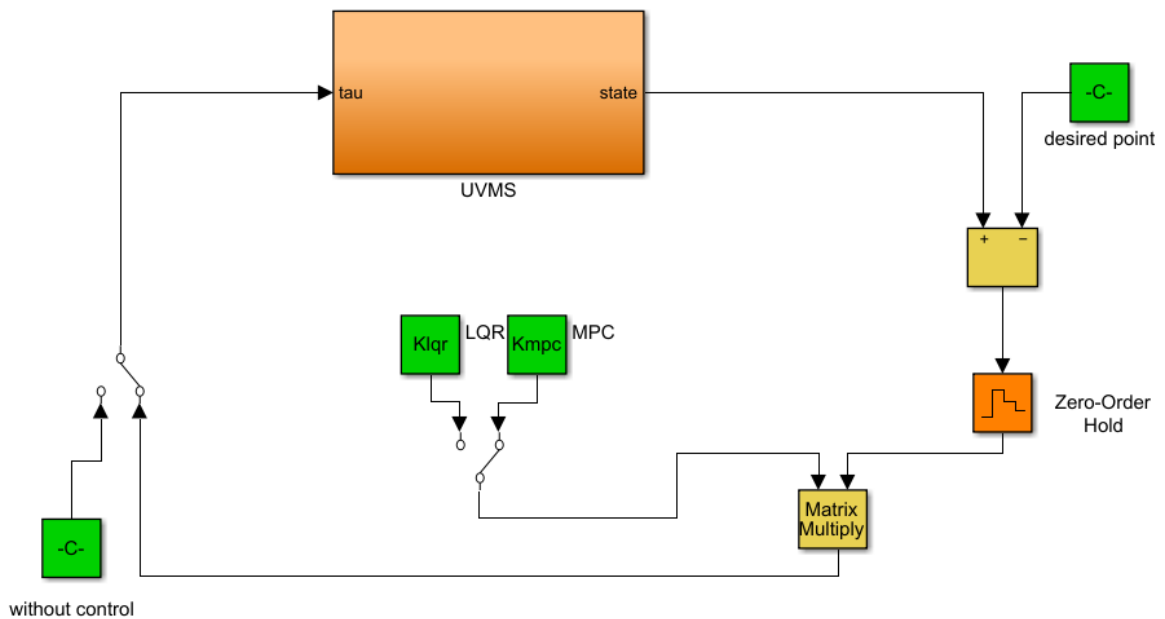 tau
state
-C-
desired point
UVMS
+
−
Klqr
LQR
Kmpc
MPC
Zero-Order
Hold
Matrix
Multiply
-C-
without control